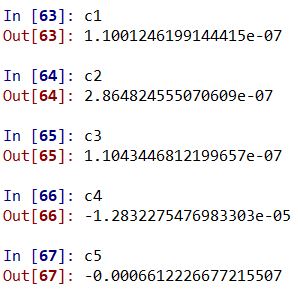 In [63]: c1
Out[63]: 1.1001246199144415e-07
In [64]: c2
Out[64]: 2.864824555070609e-07
In [65]: c3
Out[65]: 1.1043446812199657e-07
In [66]: c4
Out[66]: -1.2832275476983303e-05
In [67]: c5
Out[67]: -0.0006612226677215507